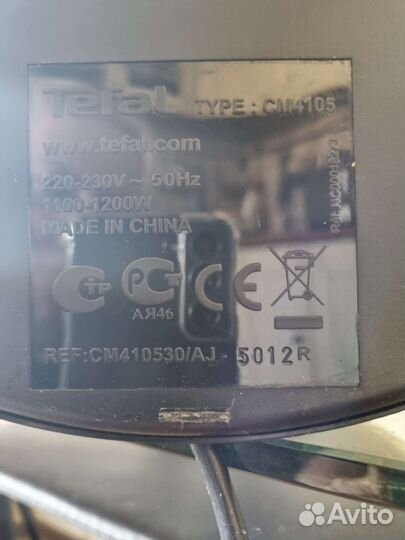 Tefal TYPE : CM4105
www.tefal.com
220-230V ~ 50Hz
1100-1200W
MADE IN CHINA
АЯ46
REF:CM410530/AJ - 5012R
Avito